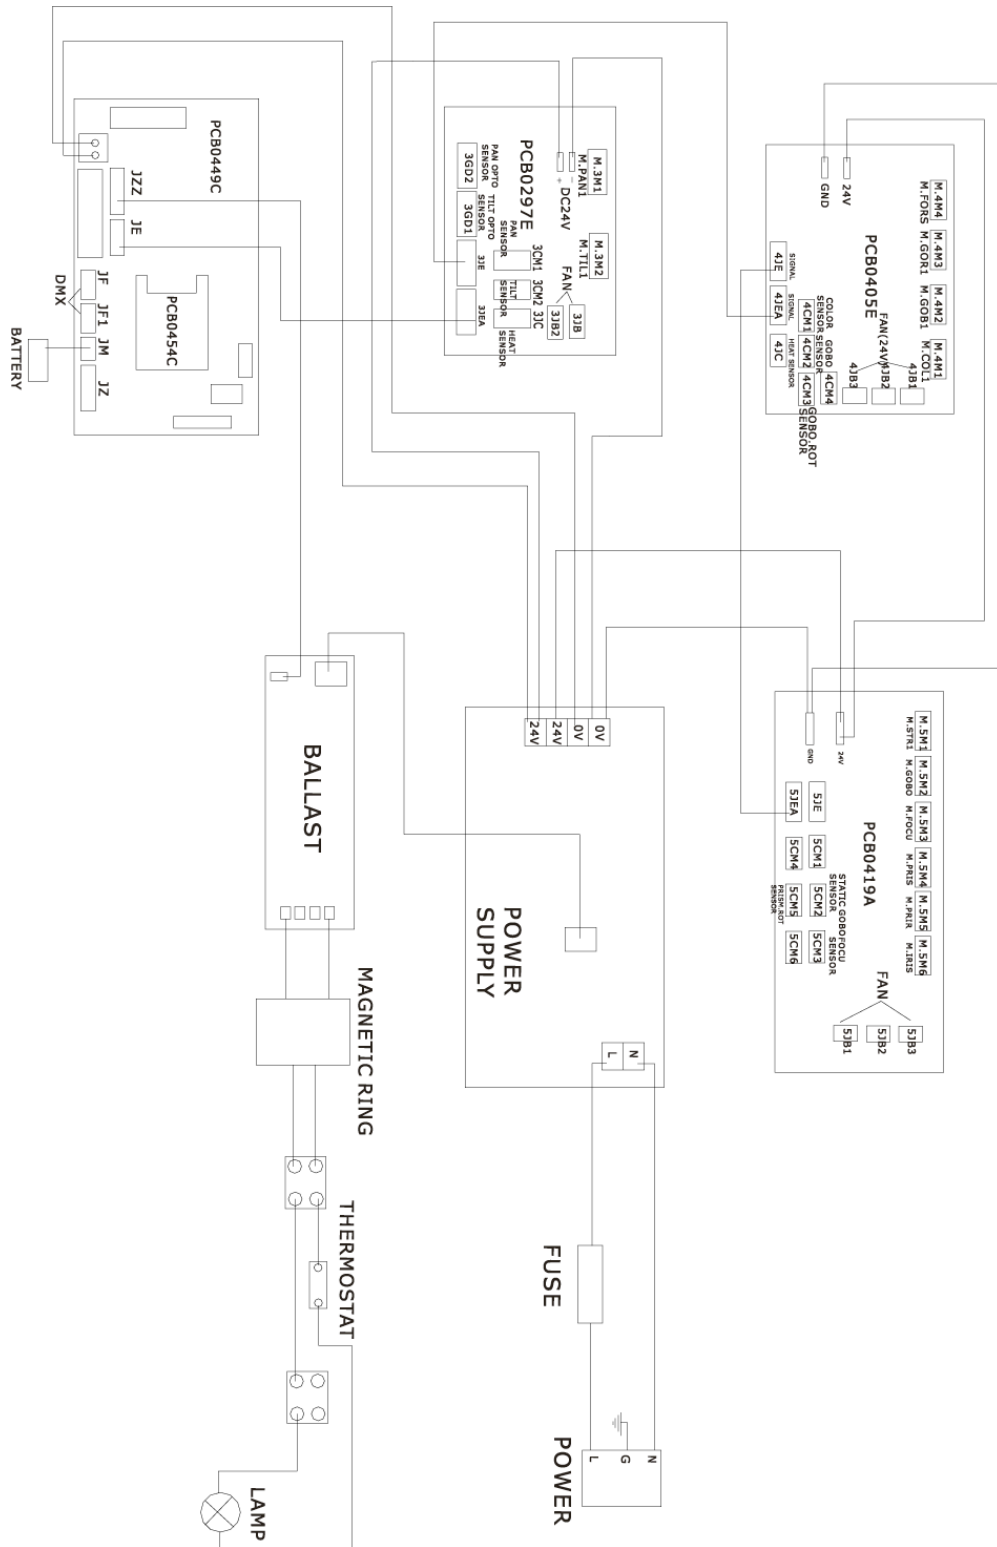 PCB0449C
JZZ
JE
JF
DMX
JF1
JM
JZ
BATTERY
PCB0454C
M.3M1
M.PAN1
- DC24V +
M.3M2
M.TIL1
FAN
3JB
3JB2
PCB0297E
PAN OPTO
SENSOR
3GD2
TILT OPTO
SENSOR
3GD1
PAN
SENSOR
3CM1
TILT
SENSOR
3CM2
3JC
HEAT
SENSOR
3JE
3JEA
GND
24V
M.4M4
M.FORS
M.4M3
M.GOR1
M.4M2
M.GOB1
M.4M1
M.COL1
PCB0405E
FAN(24V)
4JB3
4JB2
4JB1
SIGNAL
4JE
SIGNAL
4JEA
HEAT SENSOR
4JC
COLOR
SENSOR
4CM1
GOBO
SENSOR
4CM2
4CM3
4CM4
GOBO.ROT
SENSOR
M.5M1
M.STR1
M.5M2
M.GOBO
M.5M3
M.FOCU
M.5M4
M.PRIS
M.5M5
M.PRIR
M.5M6
M.IRIS
24V
GND
PCB0419A
5JE
5JEA
5CM1
5CM4
STATIC GOBO
SENSOR
5CM2
5CM5
PRISM.ROT
SENSOR
FOCU
SENSOR
5CM3
5CM6
FAN
5JB1
5JB2
5JB3
24V
24V
0V
0V
POWER
SUPPLY
L
N
BALLAST
MAGNETIC RING
THERMOSTAT
FUSE
POWER
L
G
N
LAMP